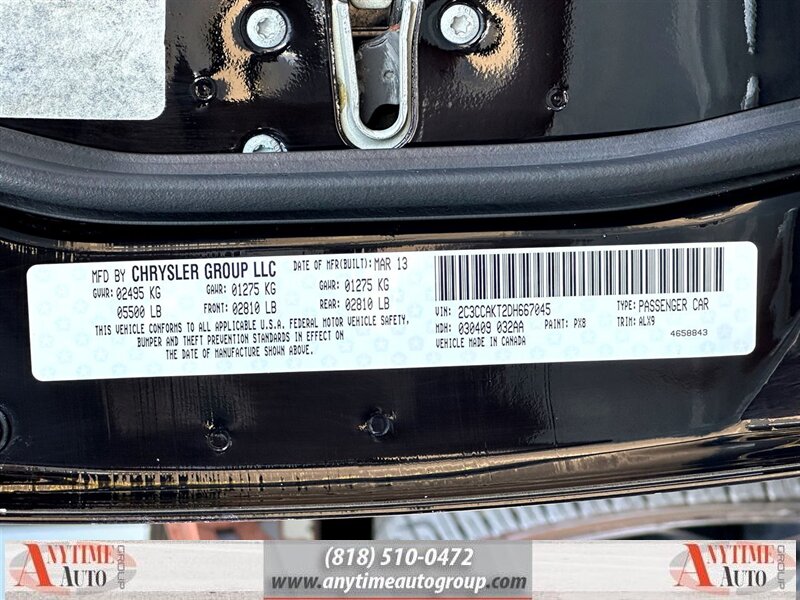 MFD BY CHRYSLER GROUP LLC
DATE OF MFR(BUILT): MAR 13
GVWR: 02495 KG
GAWR: 01275 KG
GAWR: 01275 KG
05500 LB
FRONT: 02810 LB
REAR: 02810 LB
THIS VEHICLE CONFORMS TO ALL APPLICABLE U.S.A. FEDERAL MOTOR VEHICLE SAFETY,
BUMPER AND THEFT PREVENTION STANDARDS IN EFFECT ON
THE DATE OF MANUFACTURE SHOWN ABOVE.
VIN: 2C3CCAKT2DH667045
TYPE: PASSENGER CAR
MDH: 030409 032AA
PAINT: PX8
TRIM: ALX9
VEHICLE MADE IN CANADA
4658843
ANYTIME
AUTO
GROUP
(818) 510-0472
www.anytimeautogroup.com
ANYTIME
AUTO
GROUP